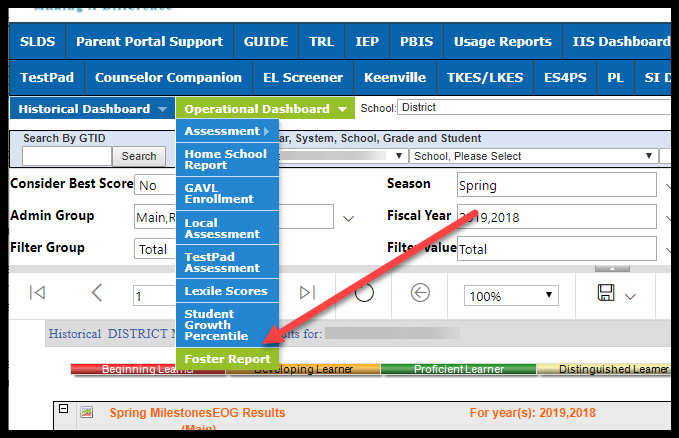 Making A Difference
SLDS Parent Portal Support GUIDE TRL IEP PBIS Usage Reports IIS Dashboard
TestPad Counselor Companion EL Screener Keenville TKES/LKES ES4PS PL SI D
Historical Dashboard Operational Dashboard School: District
Search By GTID ar, System, School, Grade and Student
Search School, Please Select
Assessment
Home School
Report
GAVL
Enrollment
Local
Assessment
TestPad
Assessment
Lexile Scores
Student
Growth
Percentile
Foster Report
Consider Best Score No Season Spring
Admin Group Main,R Fiscal Year 2019,2018
Filter Group Total Filter Value Total
1 100%
Historical DISTRICT M ults for:
Beginning Learner Developing Learner Proficient Learner Distinguished Learner
Spring MilestonesEOG Results For year(s): 2019,2018
(Main)